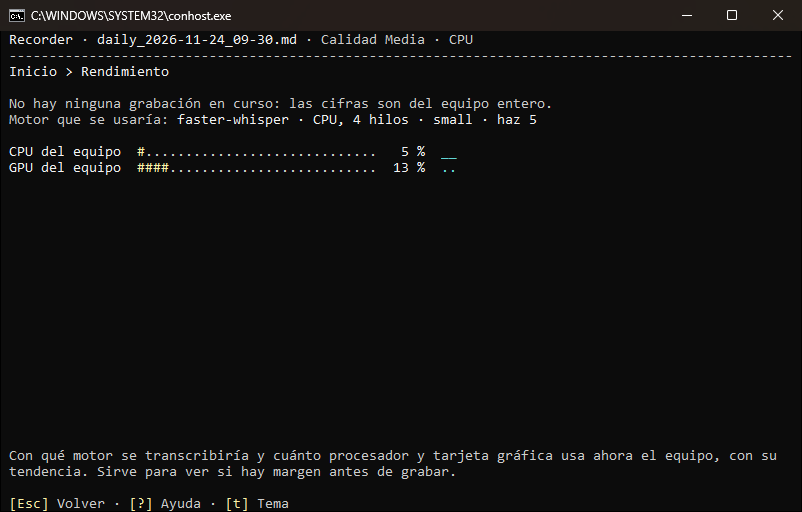 C:\WINDOWS\SYSTEM32\conhost.exe
Recorder · daily_2026-11-24_09-30.md · Calidad Media · CPU
--------------------------------------------------------------------------------------------------
Inicio > Rendimiento
No hay ninguna grabación en curso: las cifras son del equipo entero.
Motor que se usaría: faster-whisper · CPU, 4 hilos · small · haz 5
CPU del equipo  #.............................   5 %  __
GPU del equipo  ####..........................  13 %  ..
Con qué motor se transcribiría y cuánto procesador y tarjeta gráfica usa ahora el equipo, con su
tendencia. Sirve para ver si hay margen antes de grabar.
[Esc] Volver · [?] Ayuda · [t] Tema